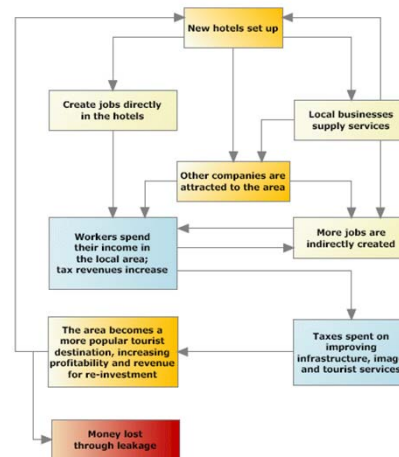 New hotels set up
Create jobs directly
in the hotels
Local businesses
supply services
Other companies are
attracted to the area
Workers spend
their income in
the local area;
tax revenues increase
More jobs are
indirectly created
The area becomes a
more popular tourist
destination, increasing
profitability and revenue
for re-investment
Taxes spent on
improving
infrastructure, image
and tourist services
Money lost
through leakage